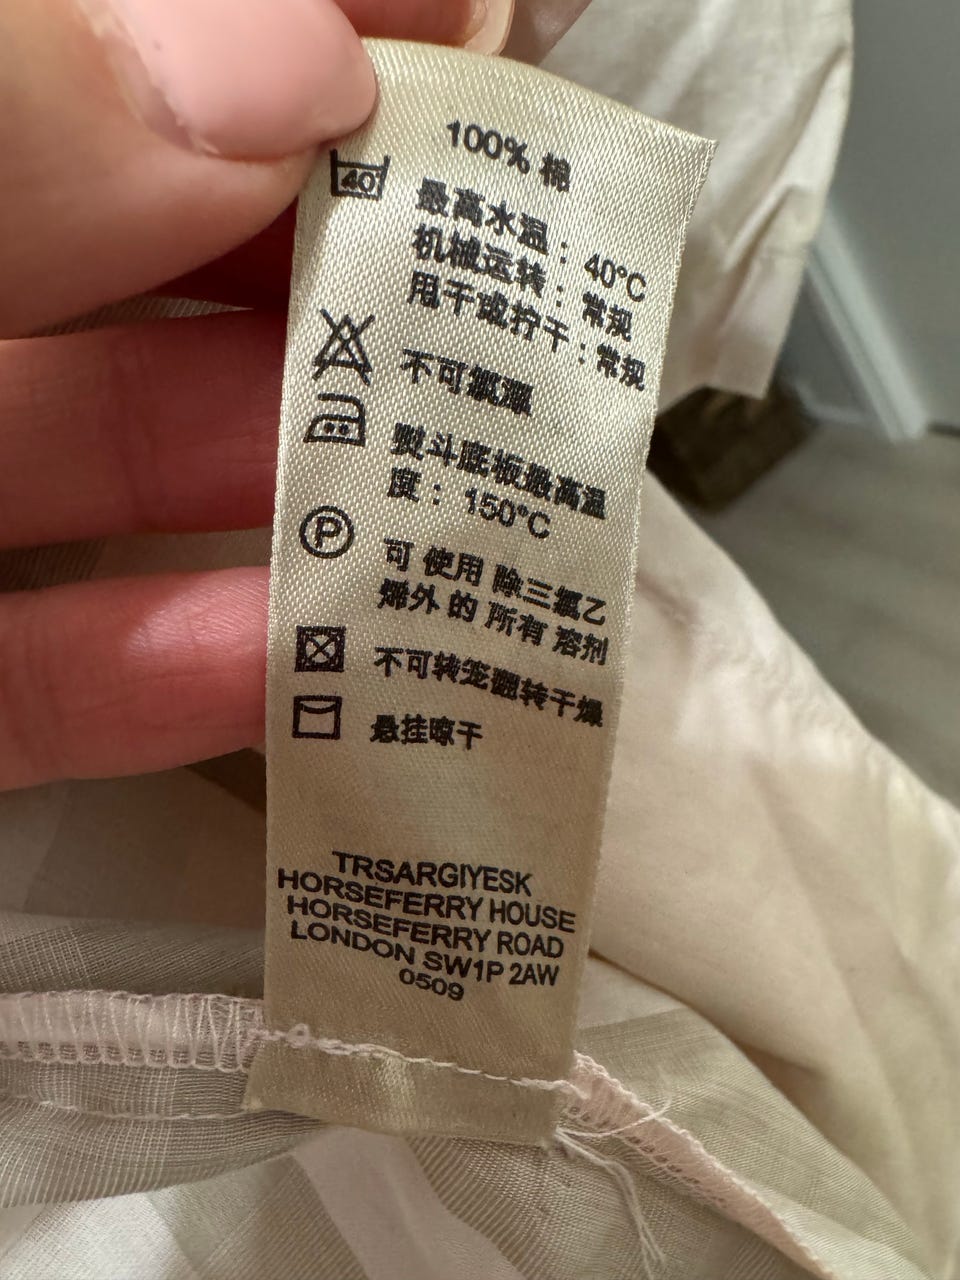 100% 棉
40
最高水温：40°C
机械运转：常规
甩干或拧干：常规
不可氯漂
熨斗底板最高温
度：150°C
P
可 使用 除三氯乙
烯外 的 所有 溶剂
不可转笼翻转干燥
悬挂晾干
TRSARGIYESK
HORSEFERRY HOUSE
HORSEFERRY ROAD
LONDON SW1P 2AW
0509